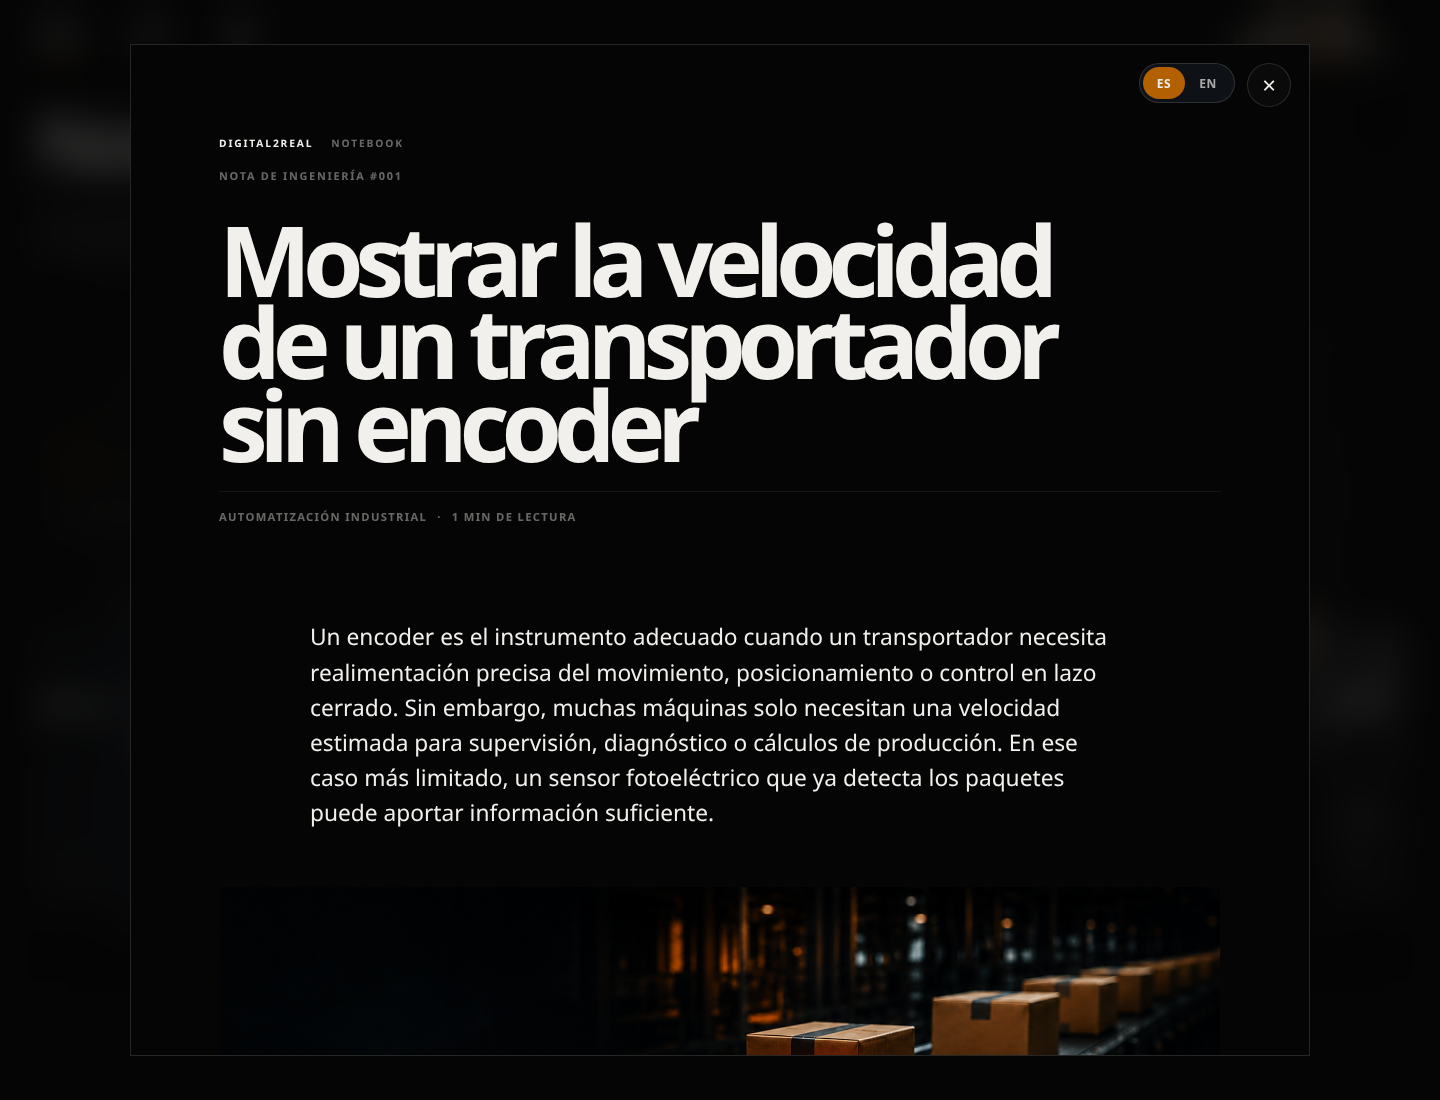 ES EN ×
DIGITAL2REAL NOTEBOOK
NOTA DE INGENIERÍA #001
Mostrar la velocidad
de un transportador
sin encoder
AUTOMATIZACIÓN INDUSTRIAL · 1 MIN DE LECTURA
Un encoder es el instrumento adecuado cuando un transportador necesita
realimentación precisa del movimiento, posicionamiento o control en lazo
cerrado. Sin embargo, muchas máquinas solo necesitan una velocidad
estimada para supervisión, diagnóstico o cálculos de producción. En ese
caso más limitado, un sensor fotoeléctrico que ya detecta los paquetes
puede aportar información suficiente.